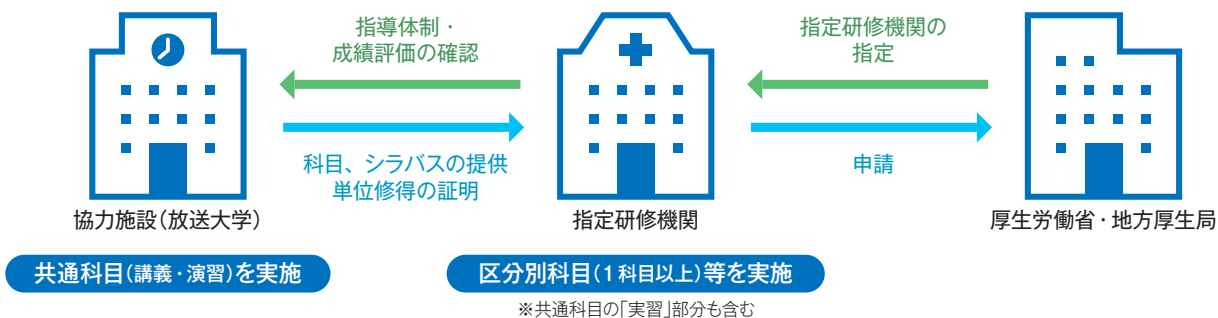 指導体制・
成績評価の確認
指定研修機関の
指定
科目、シラバスの提供
単位修得の証明
申請
協力施設（放送大学）
指定研修機関
厚生労働省・地方厚生局
共通科目（講義・演習）を実施
区分別科目（1科目以上）等を実施
※共通科目の「実習」部分も含む